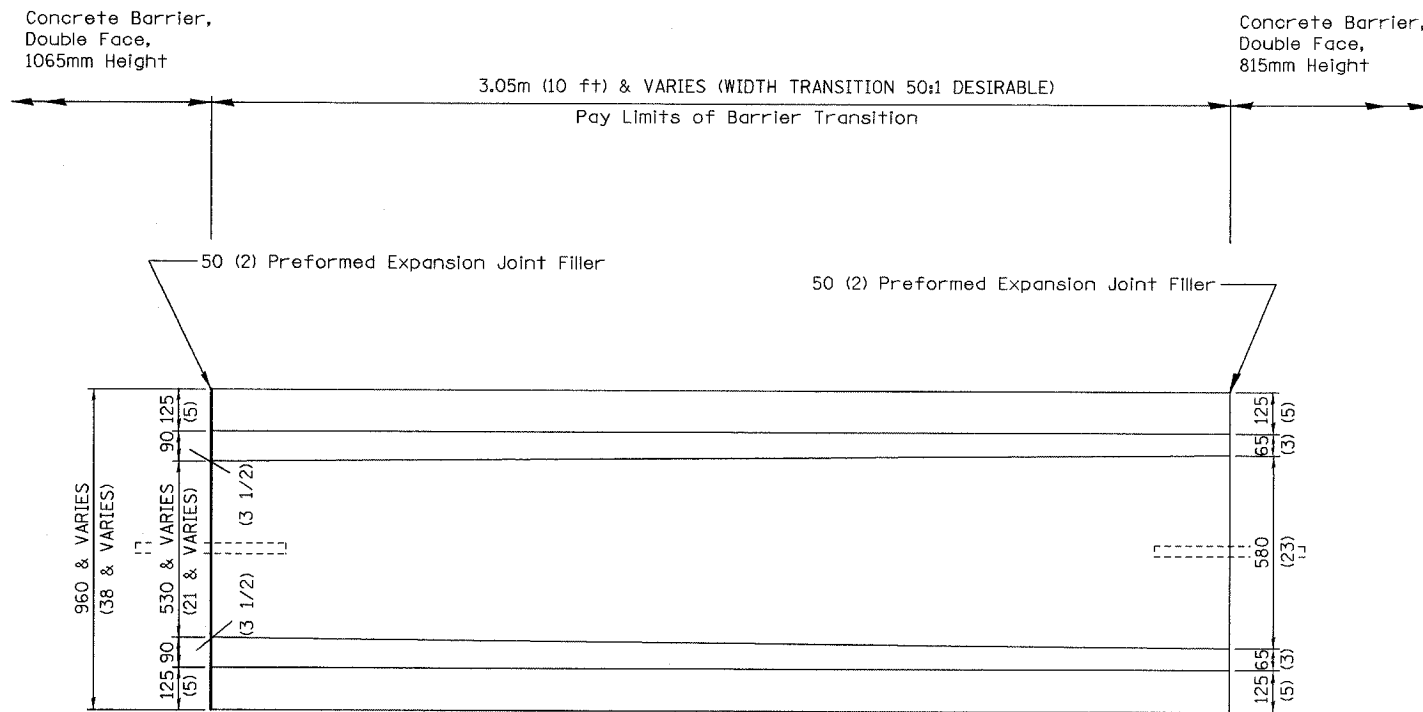 Concrete Barrier,
Double Face,
1065mm Height
Concrete Barrier,
Double Face,
815mm Height
3.05m (10 ft) & VARIES (WIDTH TRANSITION 50:1 DESIRABLE)
Pay Limits of Barrier Transition
50 (2) Preformed Expansion Joint Filler
50 (2) Preformed Expansion Joint Filler
960 & VARIES
(38 & VARIES)
125
(5)
90
(3 1/2)
530 & VARIES
(21 & VARIES)
(3 1/2)
90
125
(5)
125
(5)
65
(3)
580
(23)
65
(3)
125
(5)